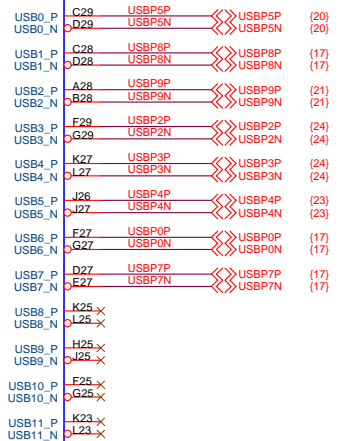 USB0_P C29 USBP5P USBP5P {20}
USB0_N D29 USBP5N USBP5N {20}
USB1_P C28 USBP8P USBP8P {17}
USB1_N D28 USBP8N USBP8N {17}
USB2_P A28 USBP9P USBP9P {21}
USB2_N B28 USBP9N USBP9N {21}
USB3_P F29 USBP2P USBP2P {24}
USB3_N G29 USBP2N USBP2N {24}
USB4_P K27 USBP3P USBP3P {24}
USB4_N L27 USBP3N USBP3N {24}
USB5_P J26 USBP4P USBP4P {23}
USB5_N J27 USBP4N USBP4N {23}
USB6_P F27 USBP0P USBP0P {17}
USB6_N G27 USBP0N USBP0N {17}
USB7_P D27 USBP7P USBP7P {17}
USB7_N E27 USBP7N USBP7N {17}
USB8_P K25
USB8_N L25
USB9_P H25
USB9_N J25
USB10_P F25
USB10_N G25
USB11_P K23
USB11_N L23